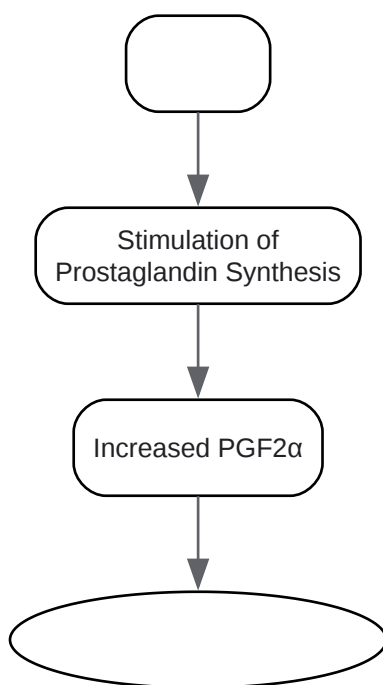 Stimulation of
Prostaglandin Synthesis
Increased PGF2α